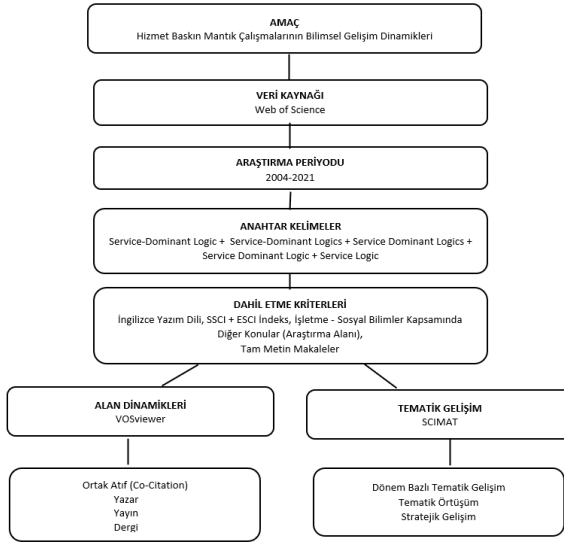 AMAÇ
Hizmet Baskın Mantık Çalışmalarının Bilimsel Gelişim Dinamikleri
VERİ KAYNAĞI
Web of Science
ARAŞTIRMA PERİYODU
2004-2021
ANAHTAR KELİMELER
Service-Dominant Logic + Service-Dominant Logics + Service Dominant Logics +
Service Dominant Logic + Service Logic
DAHİL ETME KRİTERLERİ
İngilizce Yazım Dili, SSCI + ESCI İndeks, İşletme - Sosyal Bilimler Kapsamında
Diğer Konular (Araştırma Alanı),
Tam Metin Makaleler
ALAN DİNAMİKLERİ
VOSviewer
TEMATİK GELİŞİM
SCIMAT
Ortak Atıf (Co-Citation)
Yazar
Yayın
Dergi
Dönem Bazlı Tematik Gelişim
Tematik Örtüşüm
Stratejik Gelişim